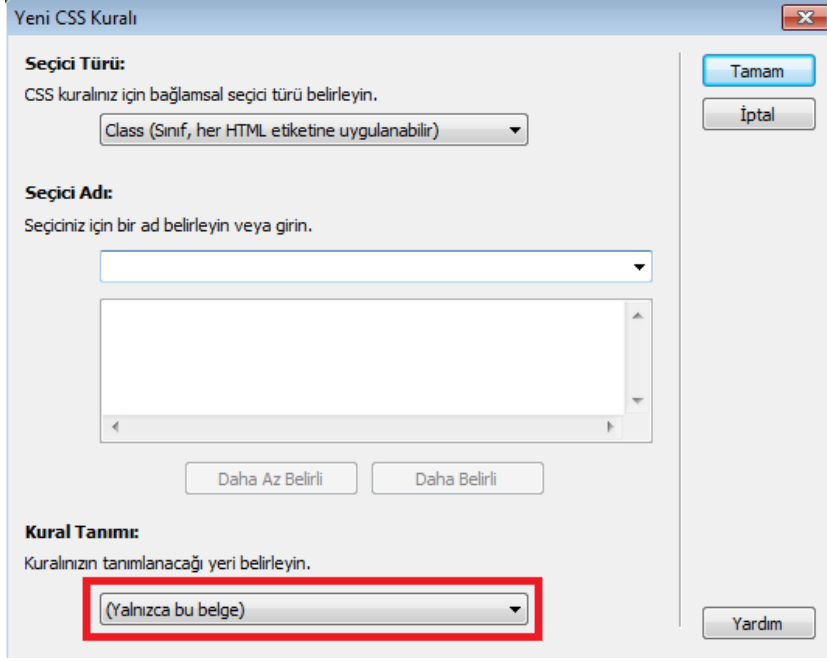 Yeni CSS Kuralı
Seçici Türü:
CSS kuralınız için bağlamsal seçici türü belirleyin.
Class (Sınıf, her HTML etiketine uygulanabilir)
Tamam
İptal
Seçici Adı:
Seçiciniz için bir ad belirleyin veya girin.
Daha Az Belirli
Daha Belirli
Kural Tanımı:
Kuralınızın tanımlanacağı yeri belirleyin.
(Yalnızca bu belge)
Yardım